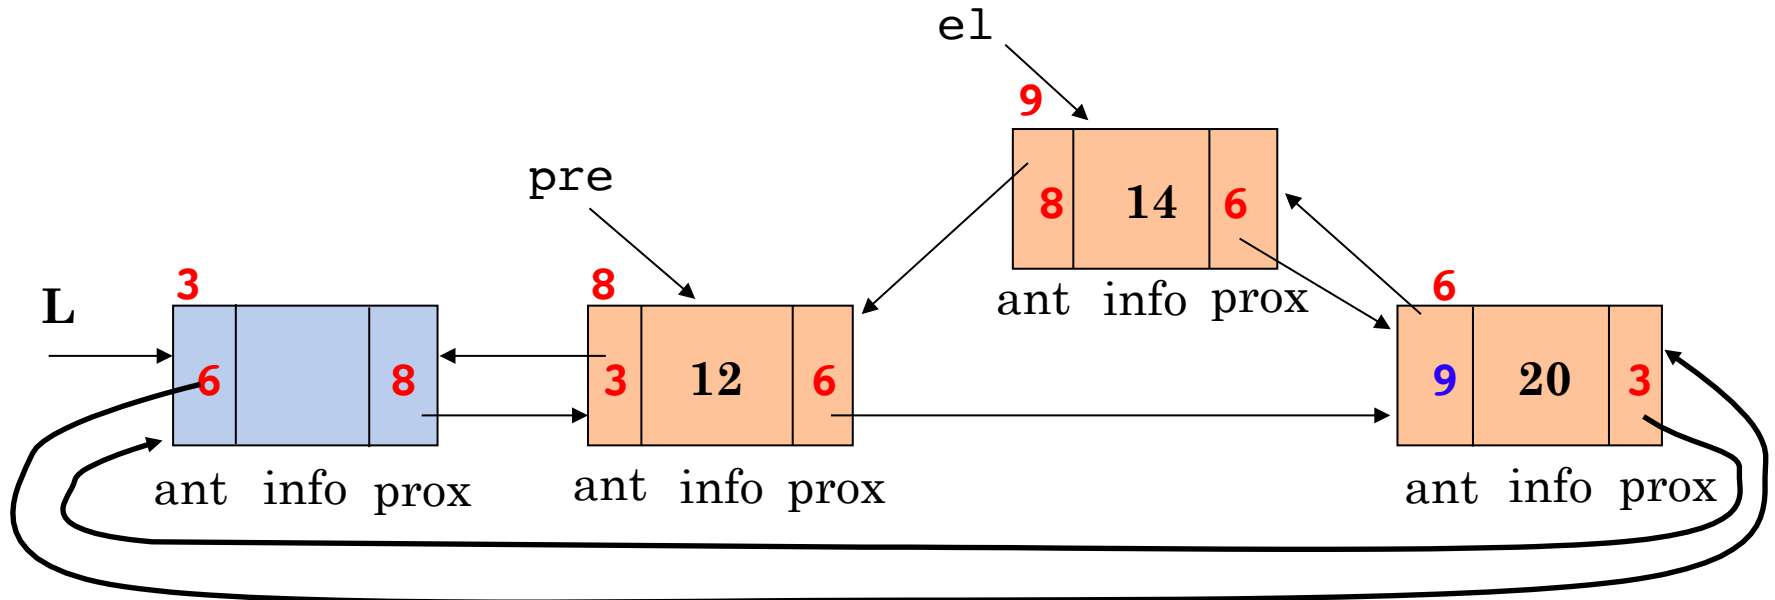 el
9
pre
8 14 6
ant info prox
3
8
6
L
6 8
3 12 6
9 20 3
ant info prox
ant info prox
ant info prox